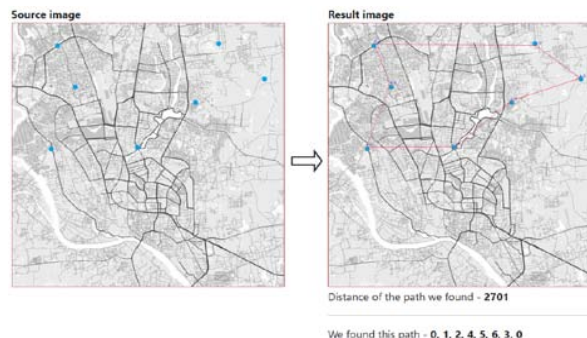 Source image
Result image
Distance of the path we found - 2701
We found this path - 0, 1, 2, 4, 5, 6, 3, 0